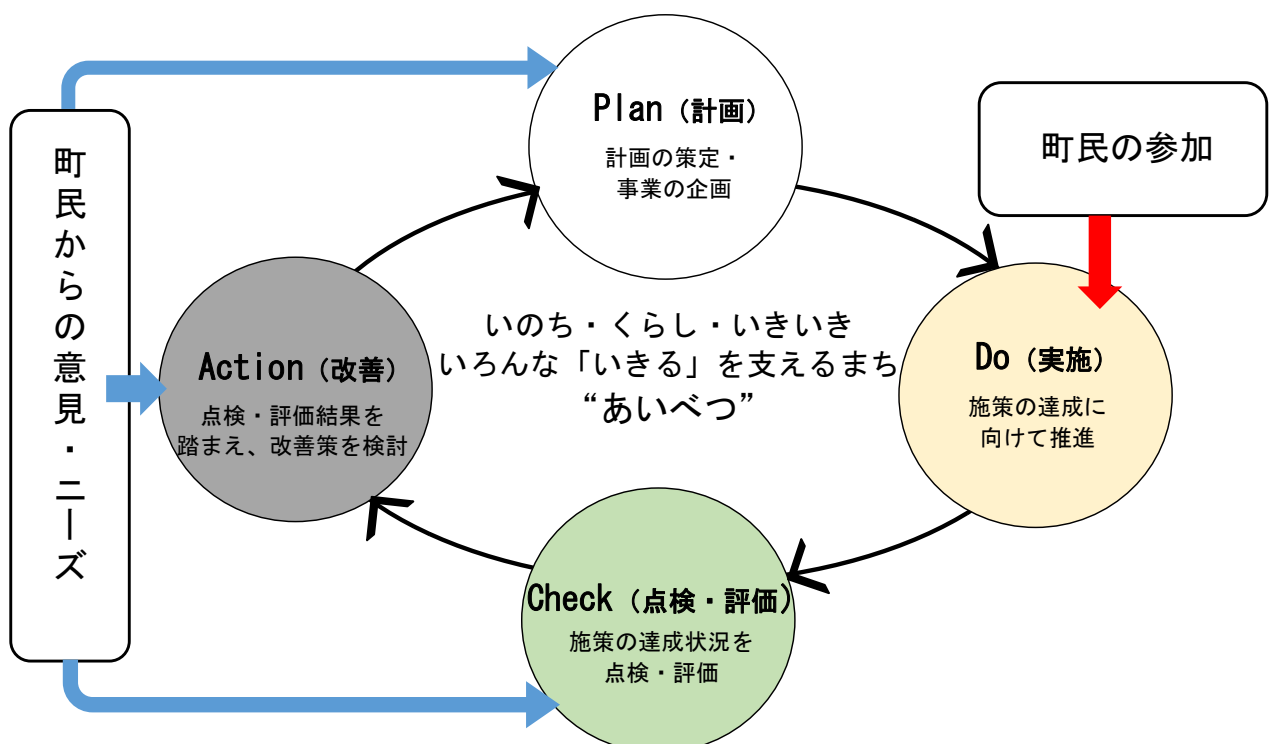 Plan（計画）
計画の策定・
事業の企画
町民の参加
町民からの意見・ニーズ
いのち・くらし・いきいき
いろんな「いきる」を支えるまち
“あいべつ”
Action（改善）
点検・評価結果を
踏まえ、改善策を検討
Do（実施）
施策の達成に
向けて推進
Check（点検・評価）
施策の達成状況を
点検・評価